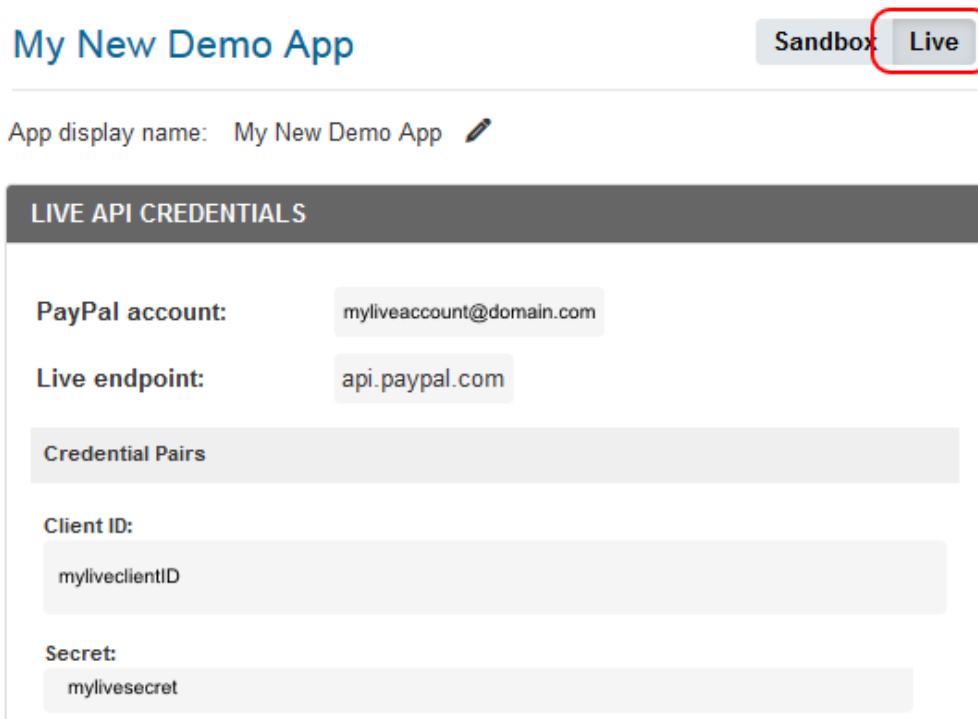 My New Demo App
Sandbox Live
App display name: My New Demo App
LIVE API CREDENTIALS
PayPal account: myliveaccount@domain.com
Live endpoint: api.paypal.com
Credential Pairs
Client ID:
myliveclientID
Secret:
mylivesecret